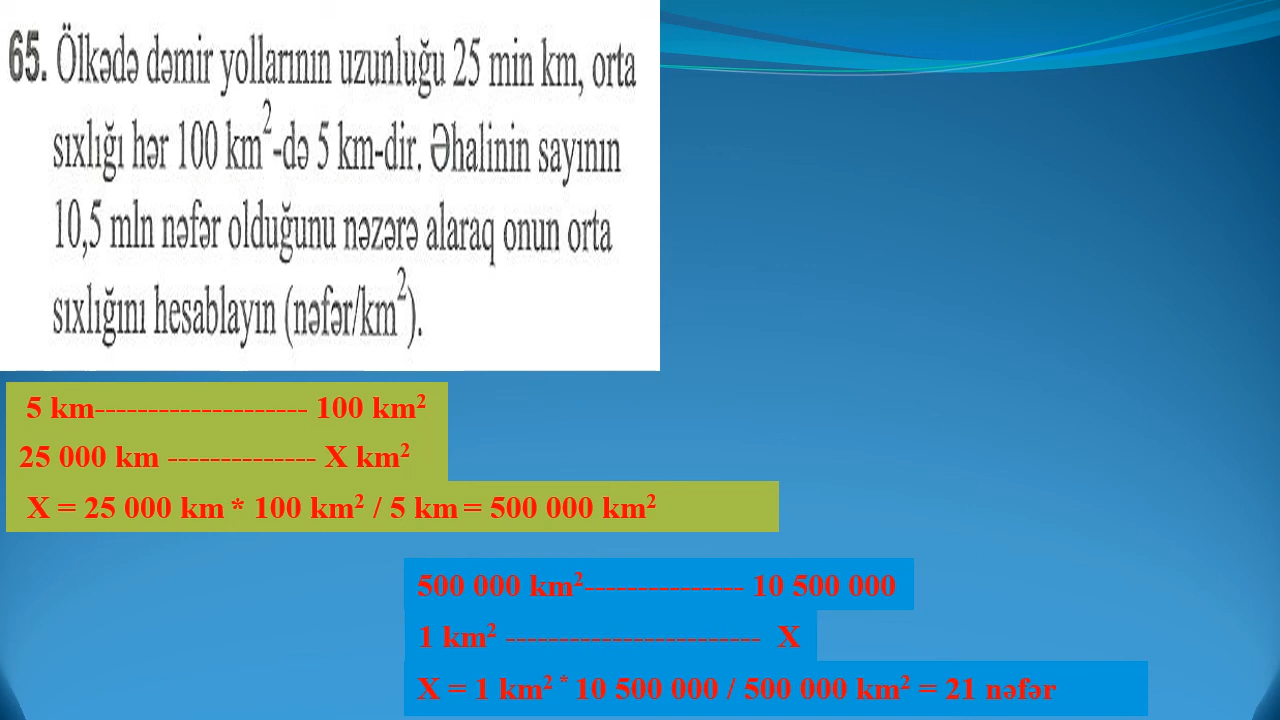 65. Ölkədə dəmir yollarının uzunluğu 25 min km, orta
sıxlığı hər 100 km²-də 5 km-dir. Əhalinin sayının
10,5 mln nəfər olduğunu nəzərə alaraq onun orta
sıxlığını hesablayın (nəfər/km²).
5 km-------------------- 100 km²
25 000 km -------------- X km²
X = 25 000 km * 100 km² / 5 km = 500 000 km²
500 000 km²--------------- 10 500 000
1 km² ------------------------ X
X = 1 km² * 10 500 000 / 500 000 km² = 21 nəfər